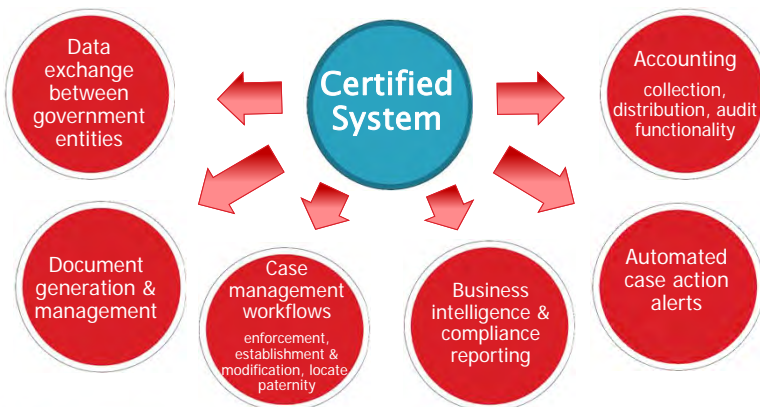 Data
exchange
between
government
entities
Certified
System
Accounting
collection,
distribution, audit
functionality
Document
generation &
management
Case
management
workflows
enforcement,
establishment &
modification, locate
paternity
Business
intelligence &
compliance
reporting
Automated
case action
alerts